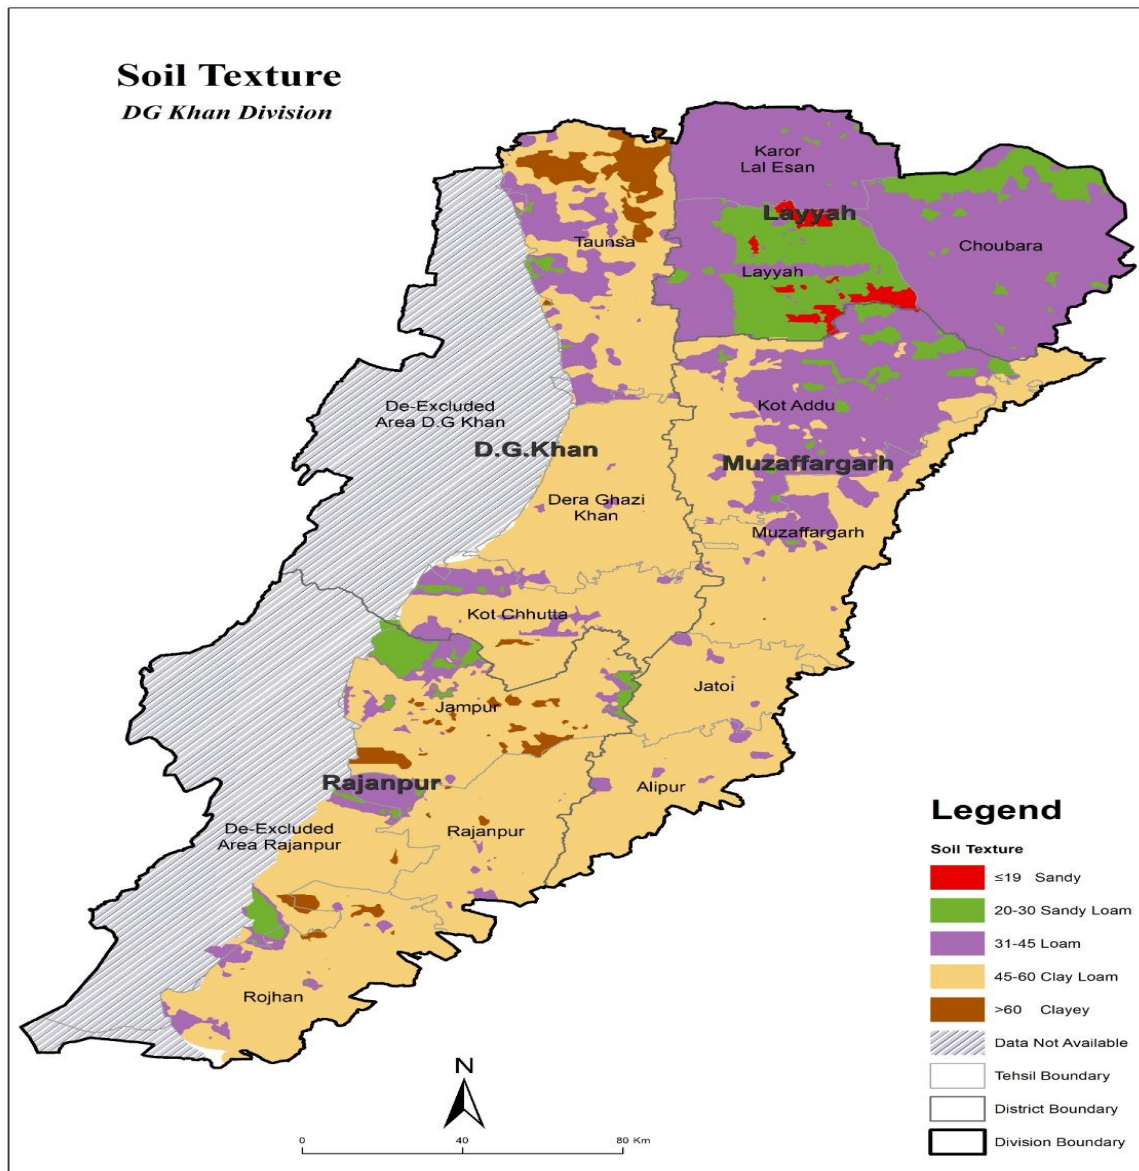 Soil Texture
DG Khan Division
Karor
Lal Esan
Layyah
Choubara
Taunsa
Layyah
De-Excluded
Area D.G Khan
Kot Addu
D.G.Khan
Muzaffargarh
Dera Ghazi
Khan
Muzaffargarh
Kot Chhutta
Jatoi
Jampur
Rajanpur
Alipur
De-Excluded
Area Rajanpur
Rajanpur
Rojhan
Legend
Soil Texture
≤19 Sandy
20-30 Sandy Loam
31-45 Loam
45-60 Clay Loam
>60 Clayey
Data Not Available
Tehsil Boundary
District Boundary
Division Boundary
N
0 40 80 Km